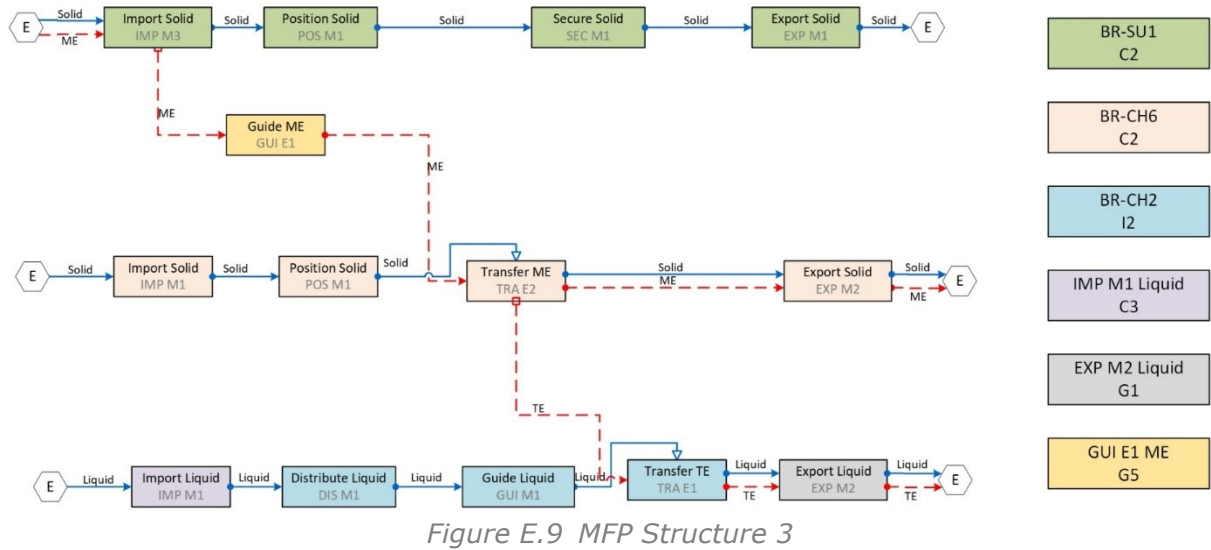 E
Solid
ME
Import Solid
IMP M3
Solid
Position Solid
POS M1
Solid
Secure Solid
SEC M1
Solid
Export Solid
EXP M1
Solid
E
ME
Guide ME
GUI E1
ME
E
Solid
Import Solid
IMP M1
Solid
Position Solid
POS M1
Solid
Transfer ME
TRA E2
Solid
ME
Export Solid
EXP M2
Solid
ME
E
TE
E
Liquid
Import Liquid
IMP M1
Liquid
Distribute Liquid
DIS M1
Liquid
Guide Liquid
GUI M1
Liquid
Transfer TE
TRA E1
Liquid
TE
Export Liquid
EXP M2
Liquid
TE
E
BR-SU1
C2
BR-CH6
C2
BR-CH2
I2
IMP M1 Liquid
C3
EXP M2 Liquid
G1
GUI E1 ME
G5
Figure E.9 MFP Structure 3